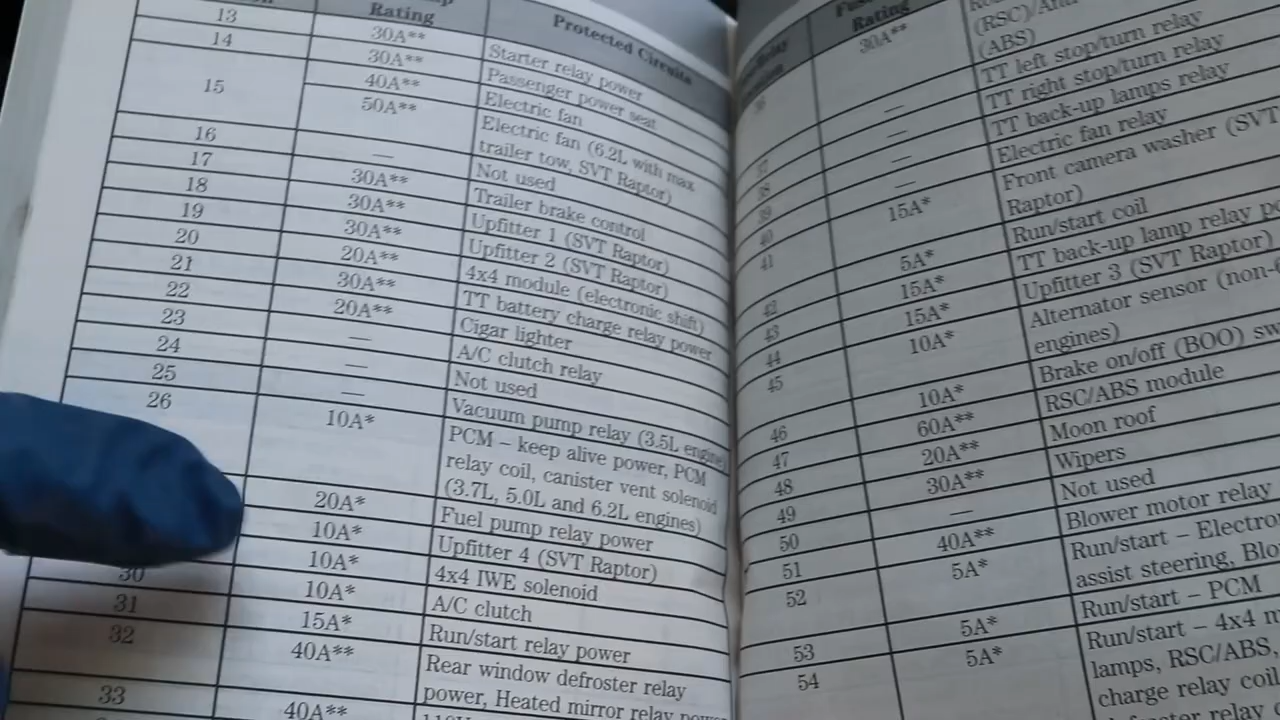 Rating
Protected Circuits
13 30A** Starter relay power
14 30A** Passenger power seat
15 40A** Electric fan
50A** Electric fan (6.2L with max
trailer tow, SVT Raptor)
16 — Not used
17 30A** Trailer brake control
18 30A** Upfitter 1 (SVT Raptor)
19 30A** Upfitter 2 (SVT Raptor)
20 20A** 4x4 module (electronic shift)
21 30A** TT battery charge relay power
22 20A** Cigar lighter
23 — A/C clutch relay
24 — Not used
25 — Vacuum pump relay (3.5L engine)
26 10A* PCM – keep alive power, PCM
relay coil, canister vent solenoid
(3.7L, 5.0L and 6.2L engines)
20A* Fuel pump relay power
10A* Upfitter 4 (SVT Raptor)
10A* 4x4 IWE solenoid
30 10A* A/C clutch
31 15A* Run/start relay power
32 40A** Rear window defroster relay
power, Heated mirror relay power
33 40A**
Rating
30A**
(RSC)/Anti
(ABS)
37 — TT left stop/turn relay
38 — TT right stop/turn relay
39 — TT back-up lamps relay
40 Electric fan relay
41 15A* Front camera washer (SVT
Raptor)
42 5A* Run/start coil
43 15A* TT back-up lamp relay
44 15A* Upfitter 3 (SVT Raptor)
45 10A* Alternator sensor
engines)
46 10A* Brake on/off (BOO)
47 60A** RSC/ABS module
48 20A** Moon roof
49 30A** Wipers
50 — Not used
51 40A** Blower motor relay
52 5A* Run/start – Electro
assist steering,
53 5A* Run/start – PCM
54 5A* Run/start – 4x4
lamps, RSC/ABS,
charge relay coil
relay